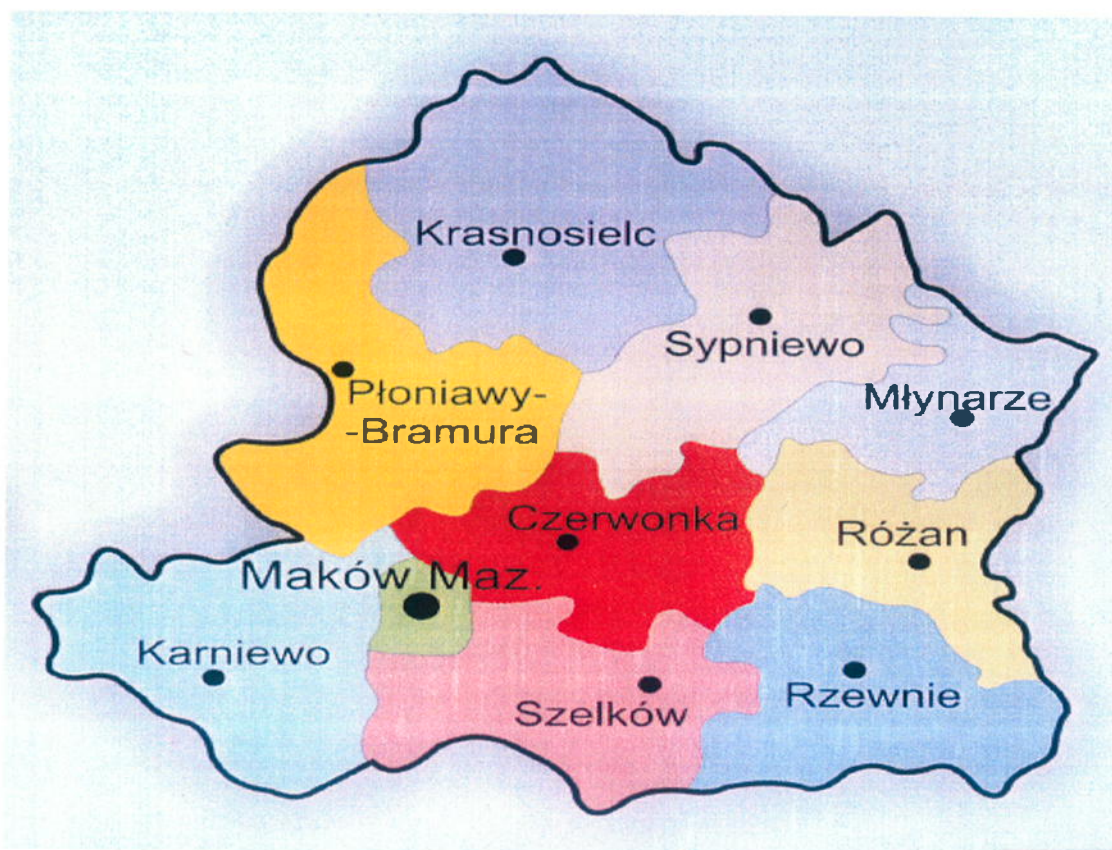 Krasnosielc
Sypniewo
Młynarze
Płoniawy-
-Bramura
Czerwonka
Różan
Maków Maz.
Karniewo
Rzewnie
Szelków